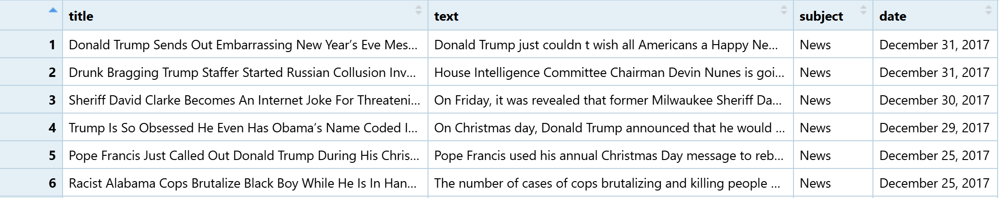 title text subject date
1 Donald Trump Sends Out Embarrassing New Year’s Eve Mes... Donald Trump just couldn t wish all Americans a Happy Ne... News December 31, 2017
2 Drunk Bragging Trump Staffer Started Russian Collusion Inv... House Intelligence Committee Chairman Devin Nunes is goi... News December 31, 2017
3 Sheriff David Clarke Becomes An Internet Joke For Threateni... On Friday, it was revealed that former Milwaukee Sheriff Da... News December 30, 2017
4 Trump Is So Obsessed He Even Has Obama’s Name Coded I... On Christmas day, Donald Trump announced that he would ... News December 29, 2017
5 Pope Francis Just Called Out Donald Trump During His Chris... Pope Francis used his annual Christmas Day message to reb... News December 25, 2017
6 Racist Alabama Cops Brutalize Black Boy While He Is In Han... The number of cases of cops brutalizing and killing people ... News December 25, 2017